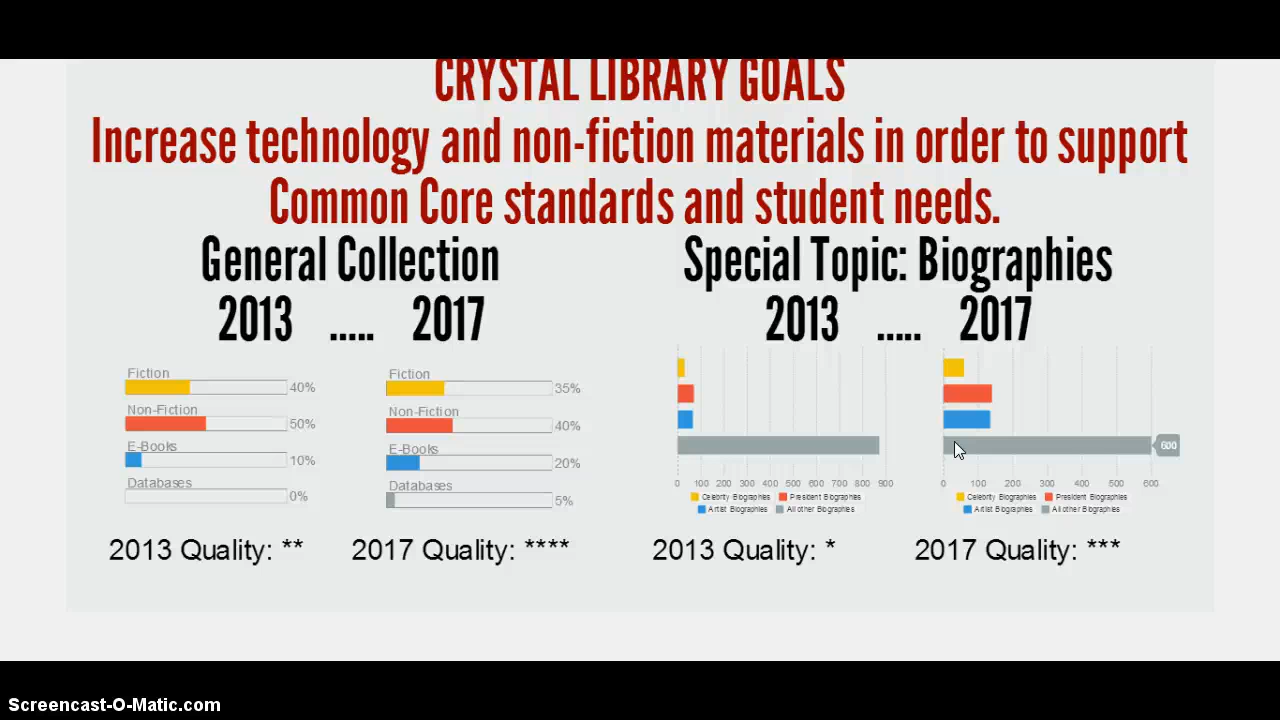 CRYSTAL LIBRARY GOALS
Increase technology and non-fiction materials in order to support
Common Core standards and student needs.
General Collection
2013 ..... 2017
Fiction
40%
Non-Fiction
50%
E-Books
10%
Databases
0%
Fiction
35%
Non-Fiction
40%
E-Books
20%
Databases
5%
2013 Quality: **
2017 Quality: ****
Special Topic: Biographies
2013 ..... 2017
0 100 200 300 400 500 600 700 800 900
Celebrity Biographies President Biographies
Artist Biographies All other Biographies
600
0 100 200 300 400 500 600
Celebrity Biographies President Biographies
Artist Biographies All other Biographies
2013 Quality: *
2017 Quality: ***
Screencast-O-Matic.com